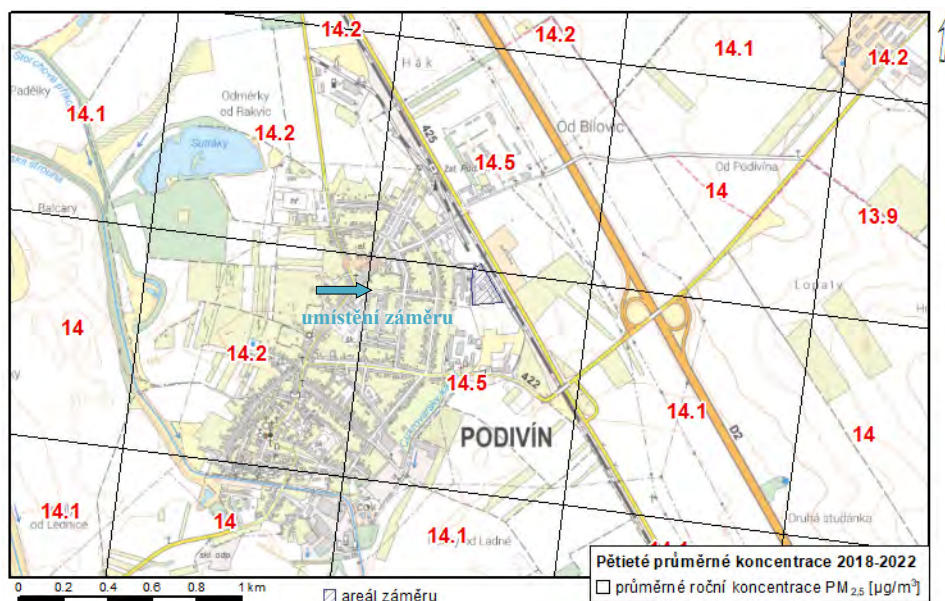 14.2
14.2
14.1
14.2
Hák
Padělky
14.1
Odměrky
od Rakvic
14.2
425
Od Bílovic
Sutráky
14.5
Od Podivína
14
13.9
Balcary
Lopaty
umístění záměru
14
14.2
14.5
422
14.1
PODIVÍN
14
D2
14.1
od Lednice
14
14.1
od Ladné
Druhá studánka
Pětieté průměrné koncentrace 2018-2022
průměrné roční koncentrace PM2,5 [µg/m³]
0 0.2 0.4 0.6 0.8 1 km
areál záměru